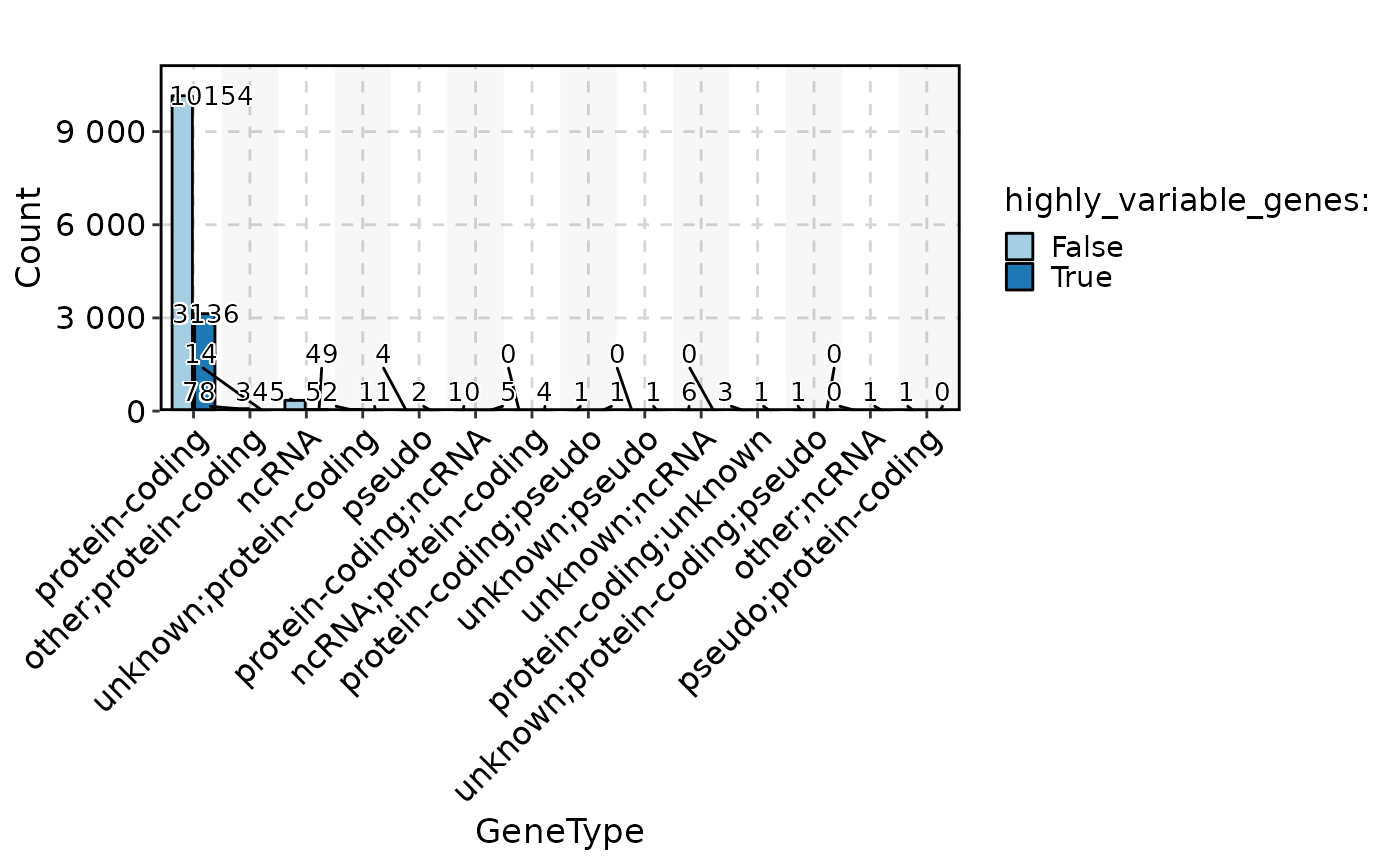 10154
9 000
6 000
3136
3 000
14 49 4 0 0 0 0
78 345 52 11 2 10 5 4 1 1 1 6 3 1 1 0 1 1 0
0
Count
protein-coding
other;protein-coding
ncRNA
unknown;protein-coding
pseudo
protein-coding;ncRNA
ncRNA;protein-coding
protein-coding;pseudo
unknown;pseudo
unknown;ncRNA
protein-coding;unknown
unknown;protein-coding;pseudo
other;ncRNA
pseudo;protein-coding
GeneType
highly_variable_genes:
False
True